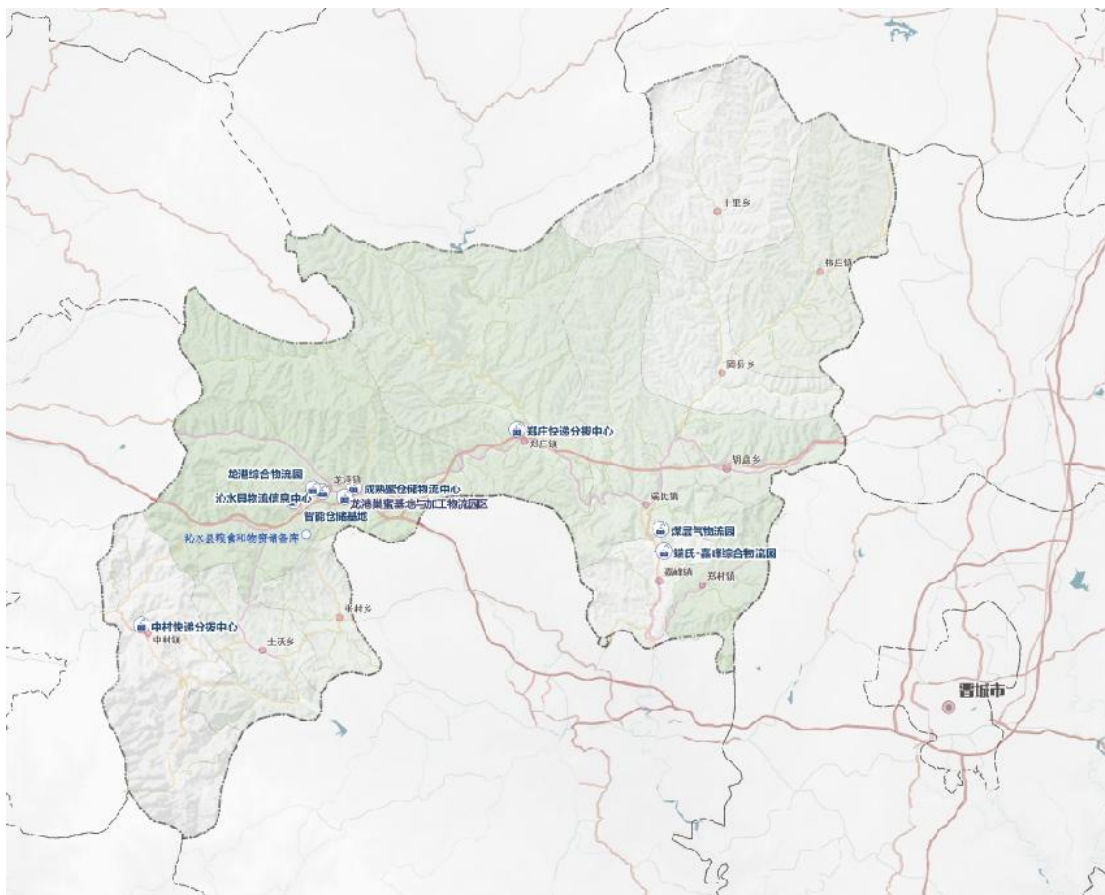 十里乡
柿庄镇
固县乡
郑庄快递分拨中心
郑庄镇
胡底乡
龙港综合物流园
龙港镇
成熟蜜仓储物流中心
沁水县物流信息中心
龙港巢蜜基地与加工物流园区
智能仓储基地
端氏镇
沁水县粮食和物资储备库
煤层气物流园
端氏-嘉峰综合物流园
嘉峰镇
郑村镇
张村乡
中村快递分拨中心
中村镇
土沃乡
晋城市